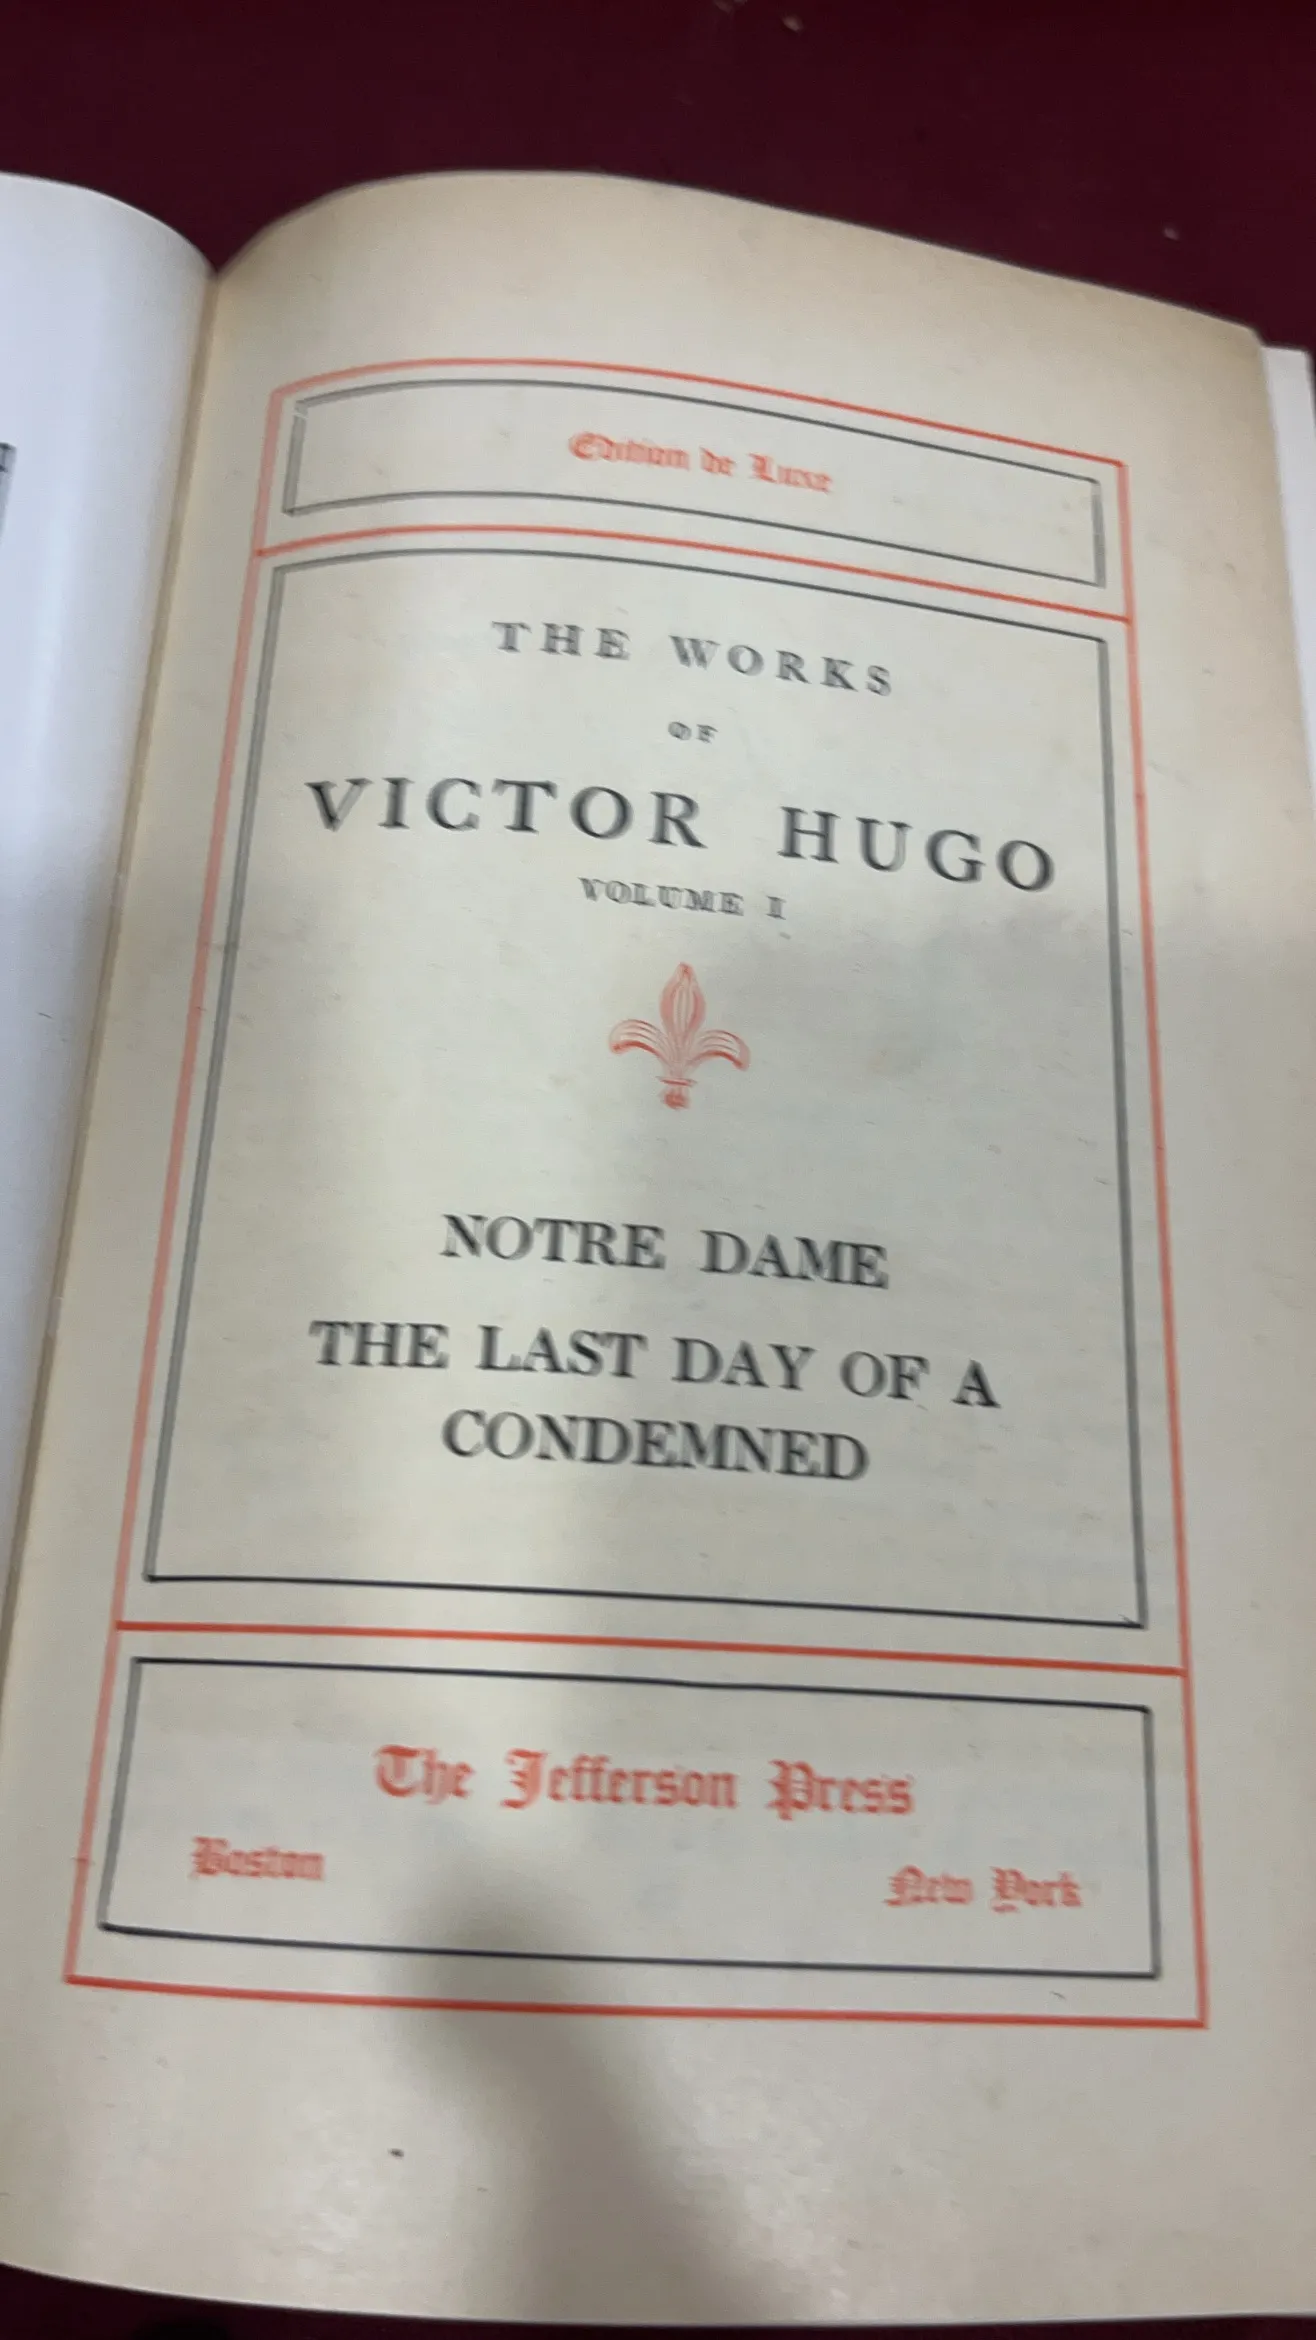 Edition de Luxe
THE WORKS
OF
VICTOR HUGO
VOLUME I
NOTRE DAME
THE LAST DAY OF A
CONDEMNED
The Jefferson Press
Boston New York